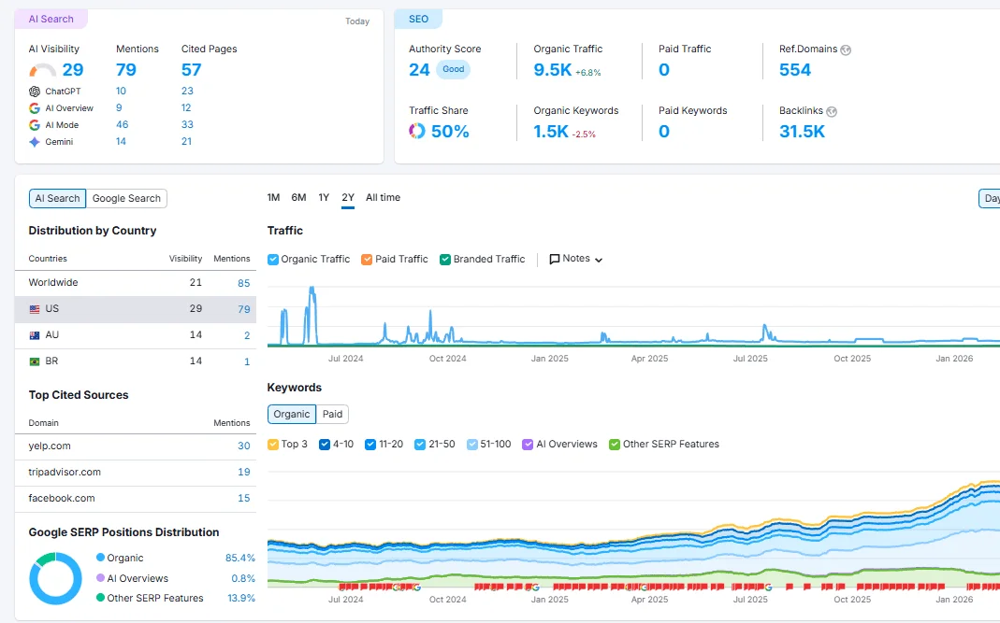 AI Search
Today
AI Visibility Mentions Cited Pages
29 79 57
ChatGPT 10 23
AI Overview 9 12
AI Mode 46 33
Gemini 14 21
SEO
Authority Score Organic Traffic Paid Traffic Ref.Domains
24 Good 9.5K +6.8% 0 554
Traffic Share Organic Keywords Paid Keywords Backlinks
50% 1.5K -2.5% 0 31.5K
AI Search Google Search
Distribution by Country
Countries Visibility Mentions
Worldwide 21 85
US 29 79
AU 14 2
BR 14 1
Top Cited Sources
Domain Mentions
yelp.com 30
tripadvisor.com 19
facebook.com 15
Google SERP Positions Distribution
Organic 85.4%
AI Overviews 0.8%
Other SERP Features 13.9%
1M 6M 1Y 2Y All time
Traffic
Organic Traffic Paid Traffic Branded Traffic Notes
Jul 2024 Oct 2024 Jan 2025 Apr 2025 Jul 2025 Oct 2025 Jan 2026
Keywords
Organic Paid
Top 3 4-10 11-20 21-50 51-100 AI Overviews Other SERP Features
Jul 2024 Oct 2024 Jan 2025 Apr 2025 Jul 2025 Oct 2025 Jan 2026